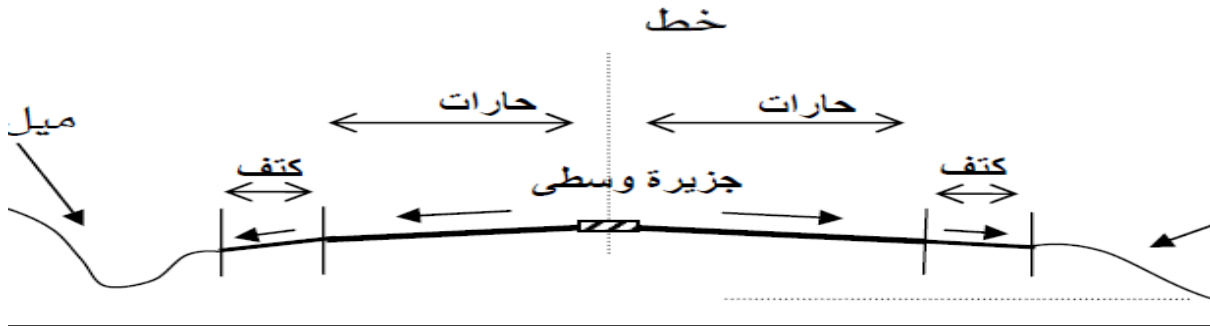 خط
حارات
حارات
ميل
كتف
كتف
جزيرة وسطى